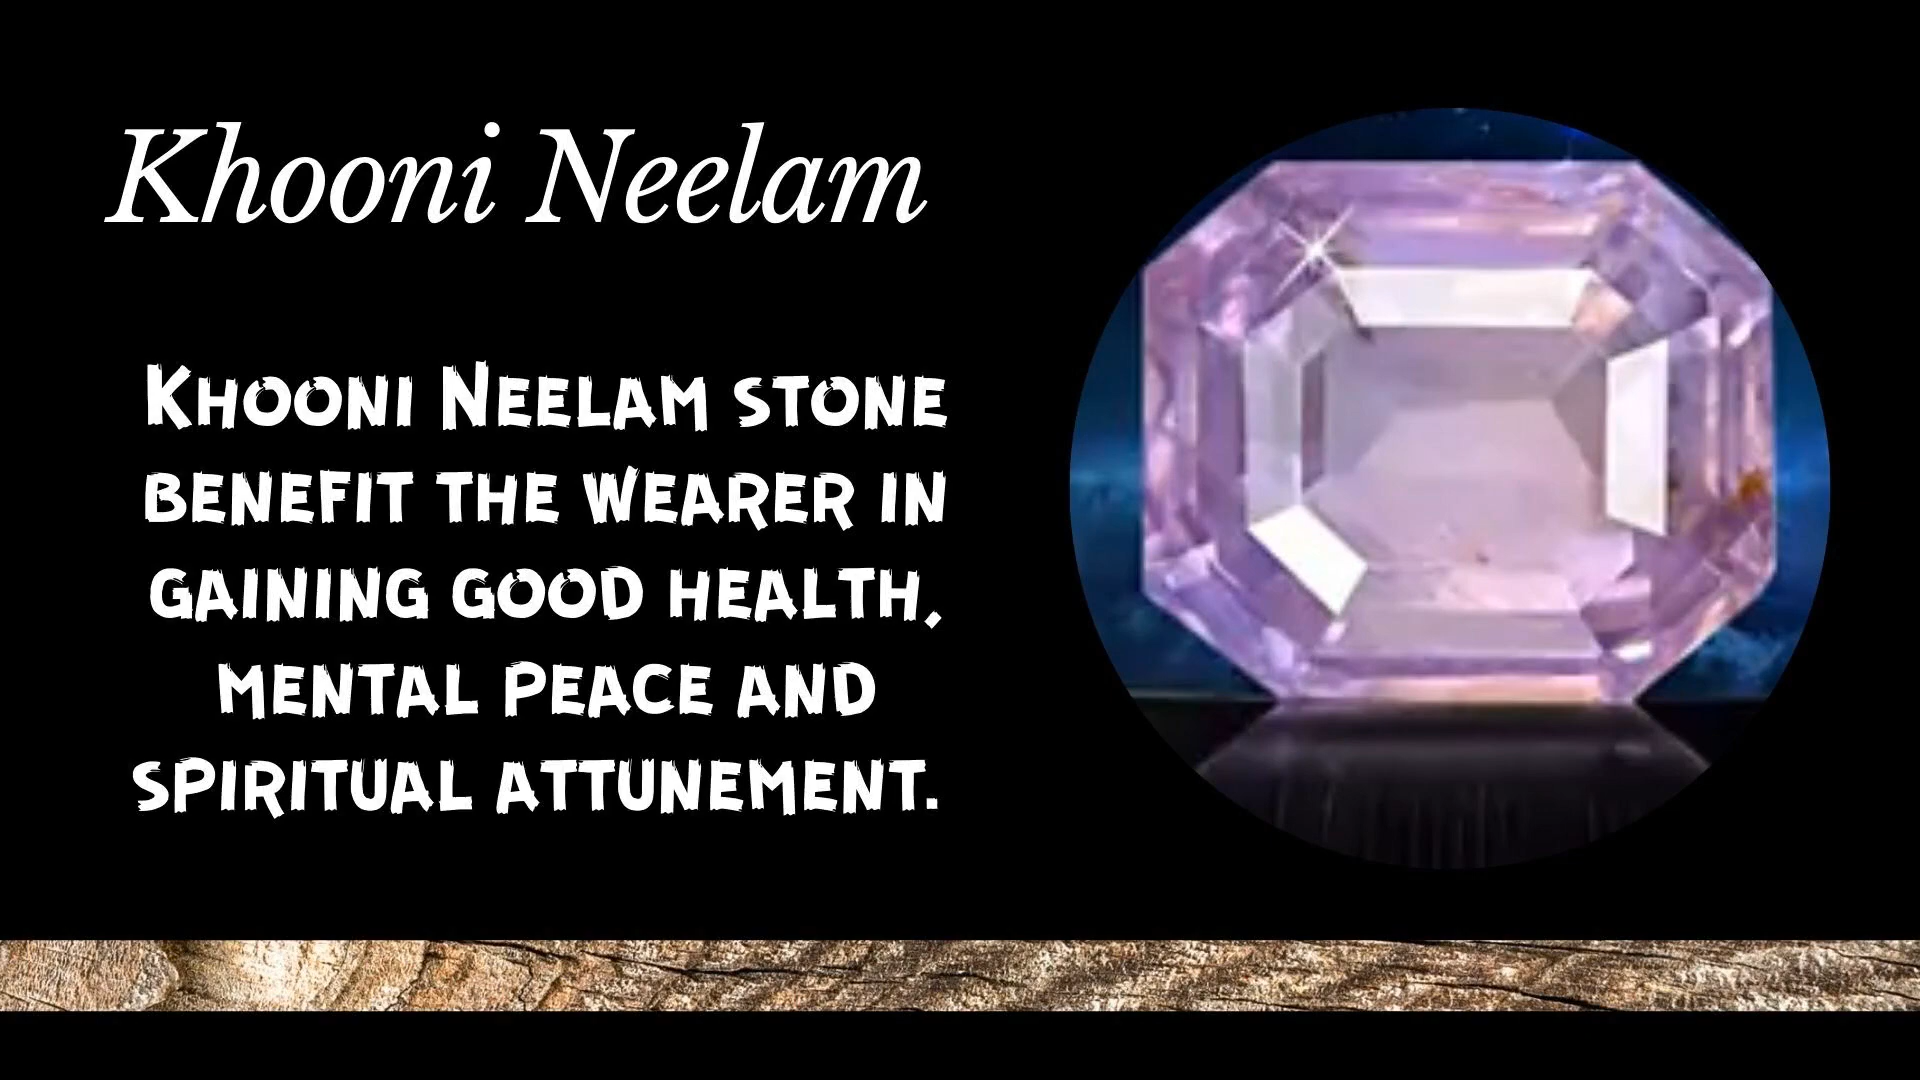 Khooni Neelam
Khooni Neelam stone
benefit the wearer in
gaining good health,
mental peace and
spiritual attunement.